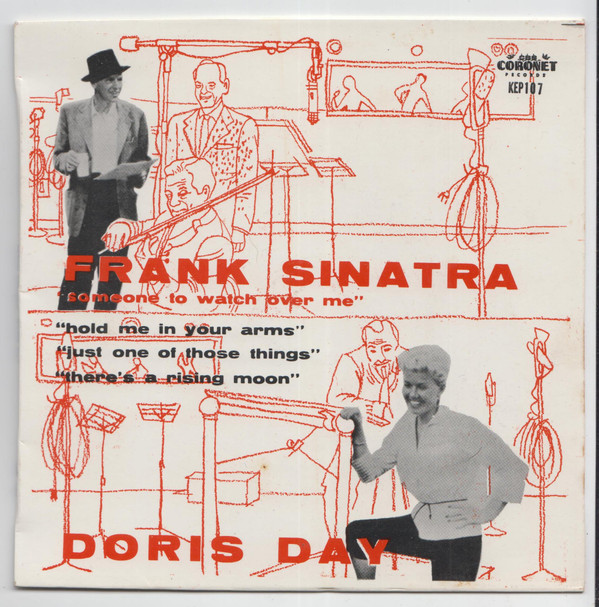 CORONET
RECORDS
KEP107
FRANK SINATRA
"someone to watch over me"
"hold me in your arms"
"just one of those things"
"there's a rising moon"
DORIS DAY